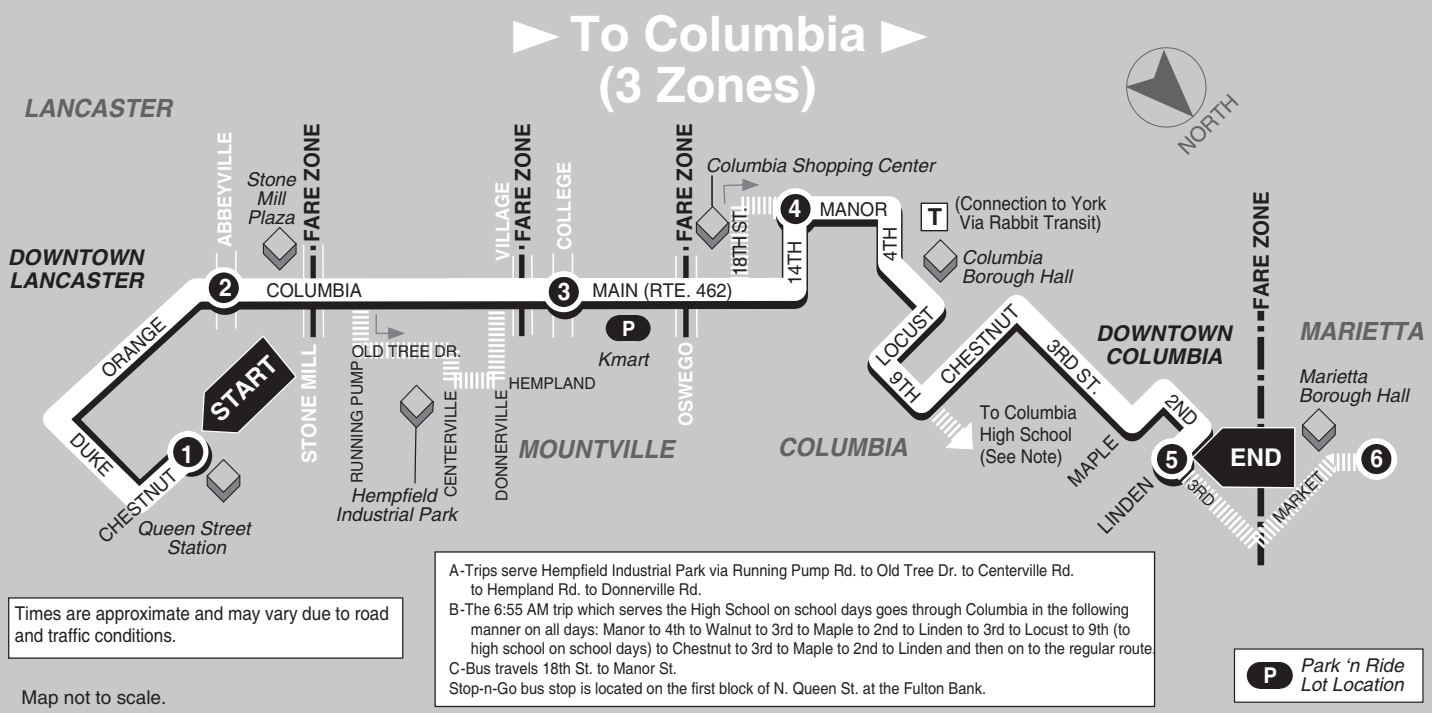 To Columbia
(3 Zones)
LANCASTER
NORTH
ABBEYVILLE
Stone
Mill
Plaza
FARE ZONE
VILLAGE
FARE ZONE
COLLEGE
FARE ZONE
Columbia Shopping Center
18TH ST.
4
MANOR
14TH
4TH
T
(Connection to York
Via Rabbit Transit)
Columbia
Borough Hall
FARE ZONE
DOWNTOWN
LANCASTER
2
COLUMBIA
3
MAIN (RTE. 462)
P
Kmart
ORANGE
START
STONE MILL
OLD TREE DR.
RUNNING PUMP
HEMPLAND
CENTERVILLE
DONNERVILLE
OSWEGO
LOCUST
9TH
CHESTNUT
3RD ST.
DOWNTOWN
COLUMBIA
MARIETTA
Marietta
Borough Hall
DUKE
1
CHESTNUT
Queen Street
Station
Hempfield
Industrial Park
MOUNTVILLE
COLUMBIA
To Columbia
High School
(See Note)
MAPLE
2ND
LINDEN
5
END
3RD
MARKET
6
A-Trips serve Hempfield Industrial Park via Running Pump Rd. to Old Tree Dr. to Centerville Rd.
to Hempland Rd. to Donnerville Rd.
B-The 6:55 AM trip which serves the High School on school days goes through Columbia in the following
manner on all days: Manor to 4th to Walnut to 3rd to Maple to 2nd to Linden to 3rd to Locust to 9th (to
high school on school days) to Chestnut to 3rd to Maple to 2nd to Linden and then on to the regular route.
C-Bus travels 18th St. to Manor St.
Stop-n-Go bus stop is located on the first block of N. Queen St. at the Fulton Bank.
Times are approximate and may vary due to road
and traffic conditions.
Map not to scale.
P
Park ‘n Ride
Lot Location